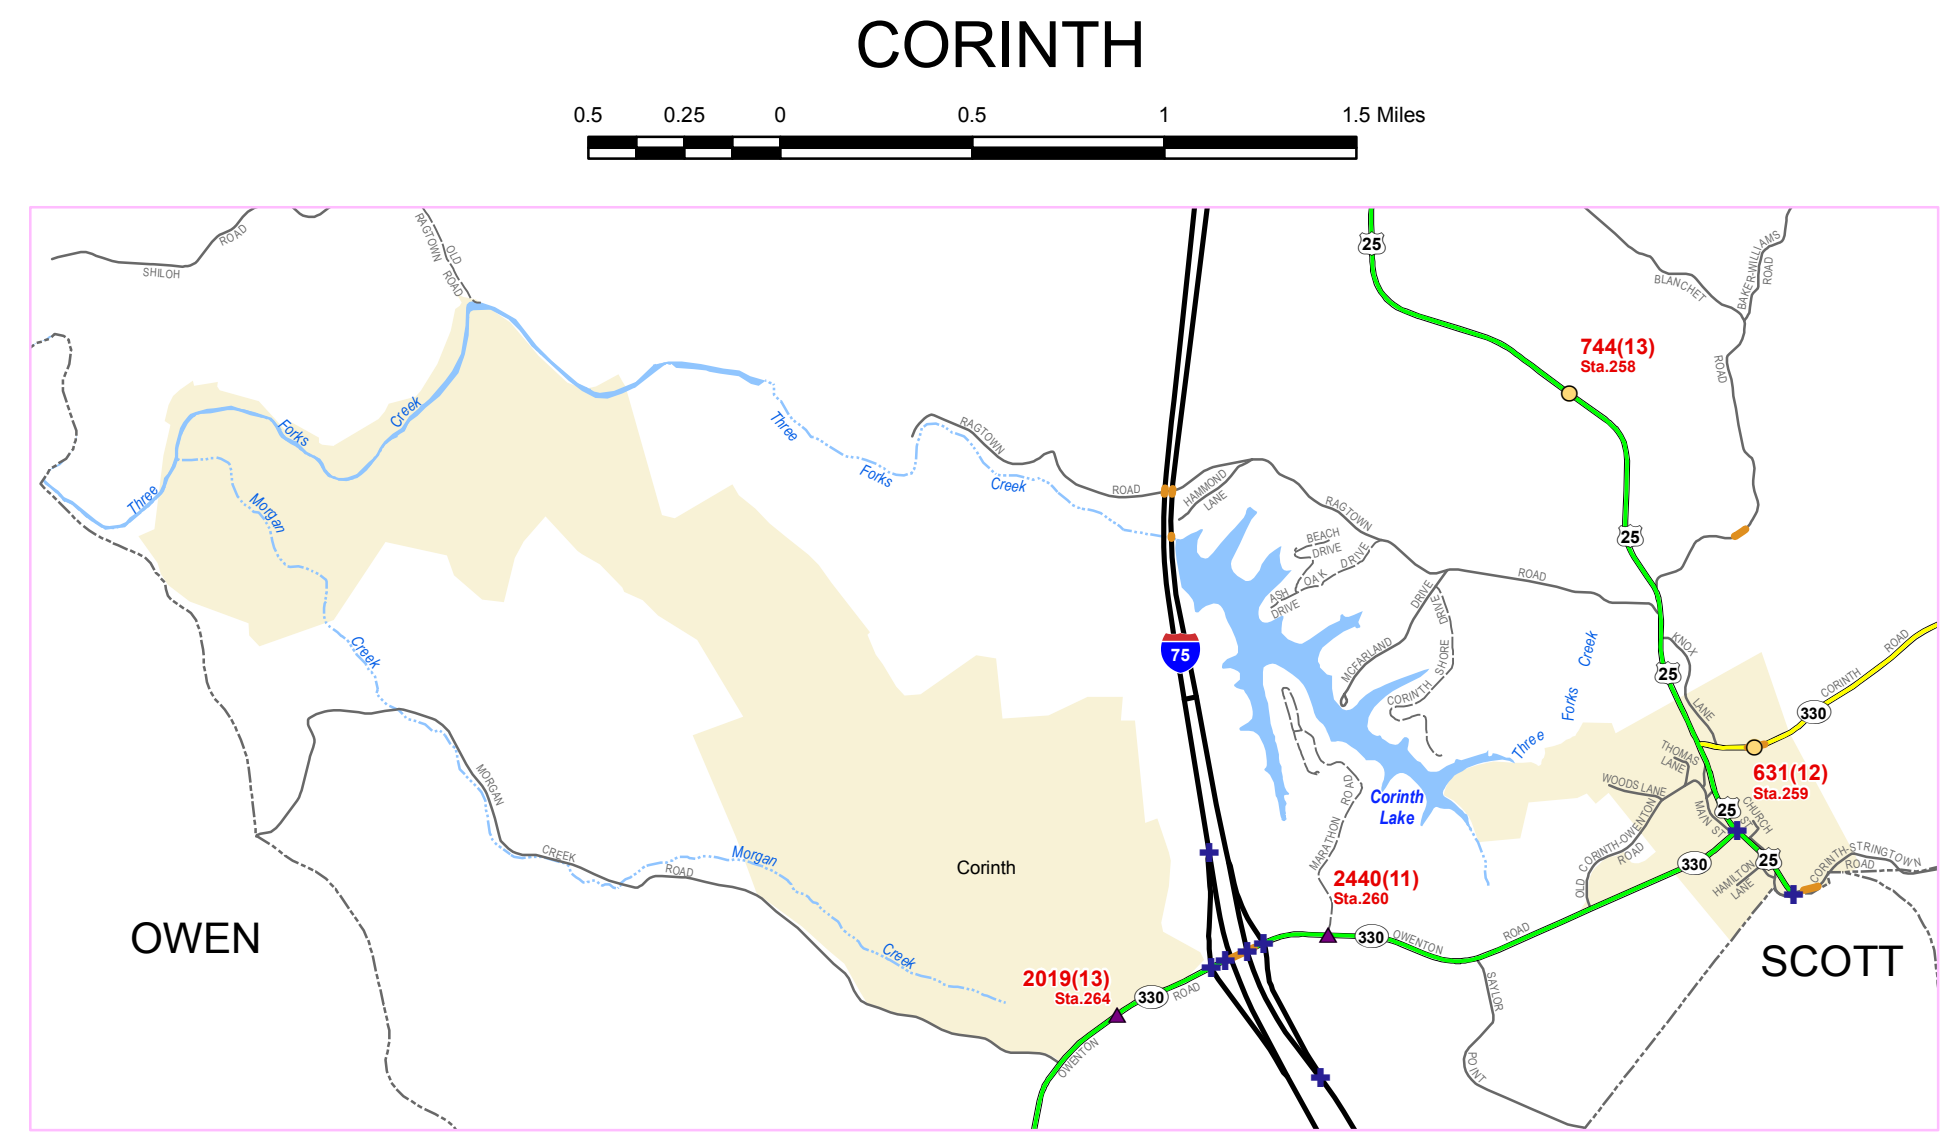 CORINTH
0.5 0.25 0 0.5 1 1.5 Miles
SHILOH ROAD
OLD RAGTOWN ROAD
25
BLANCHET ROAD
BAKER-WILLIAMS ROAD
744(13)
Sta.258
Three Forks Creek
Three Forks Creek
RAGTOWN ROAD
HAMMOND LANE
RAGTOWN ROAD
BEACH DRIVE
OAK DRIVE
ASH DRIVE
25
Morgan Creek
75
MCFARLAND DRIVE
CORINTH SHORE DRIVE
Three Forks Creek
KNOX LANE
25
CORINTH ROAD
330
THOMAS LANE
WOODS LANE
631(12)
Sta.259
MORGAN CREEK ROAD
Corinth
Lake
MARATHON ROAD
OLD CORINTH-OWENTON ROAD
MAIN ST
25
CHURCH ST
Morgan Creek
Corinth
2440(11)
Sta.260
330
25
HAMILTON LANE
CORINTH-STRINGTOWN ROAD
OWEN
330
OWENTON ROAD
SCOTT
2019(13)
Sta.264
330
OWENTON ROAD
SAYLOR POINT